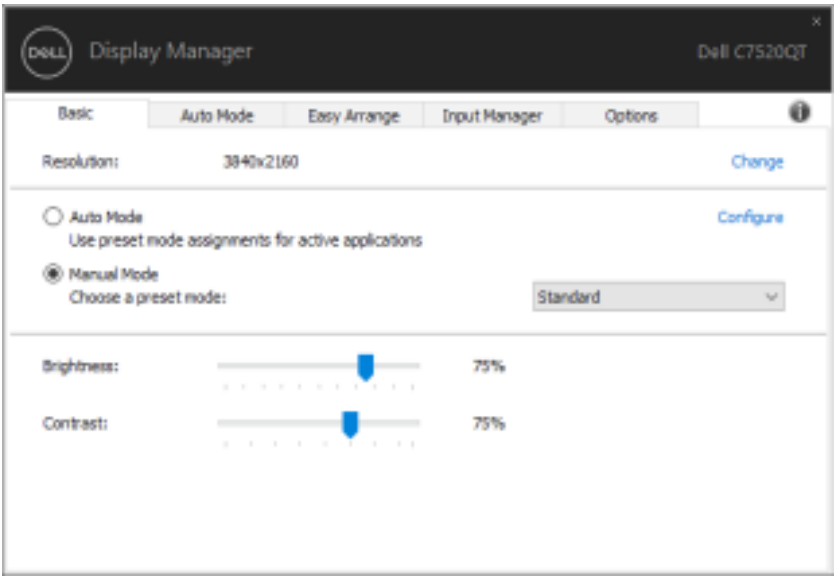 DELL Display Manager
×
Dell C7520QT
Basic Auto Mode Easy Arrange Input Manager Options i
Resolution: 3840x2160 Change
Auto Mode Configure
Use preset mode assignments for active applications
Manual Mode
Choose a preset mode: Standard
Brightness: 75%
Contrast: 75%